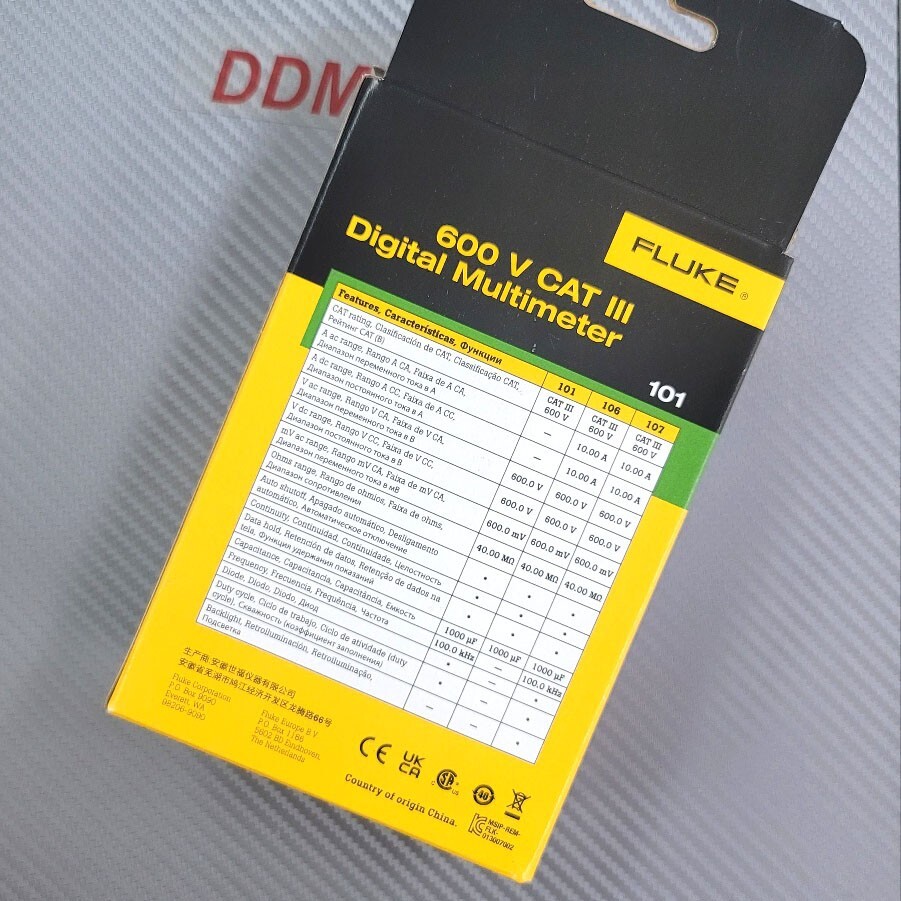 DDM
FLUKE®
600 V CAT III
Digital Multimeter
101
Features, Características, Функции
101 106 107
CAT rating, Clasificación de CAT, Classificação CAT,
Рейтинг CAT (В)
CAT III 600 V CAT III 600 V CAT III 600 V
A ac range, Rango A CA, Faixa de A CA,
Диапазон переменного тока в А
— 10.00 A 10.00 A
A dc range, Rango A CC, Faixa de A CC,
Диапазон постоянного тока в А
— 10.00 A 10.00 A
V ac range, Rango V CA, Faixa de V CA,
Диапазон переменного тока в В
600.0 V 600.0 V 600.0 V
V dc range, Rango V CC, Faixa de V CC,
Диапазон постоянного тока в В
600.0 V 600.0 V 600.0 V
mV ac range, Rango mV CA, Faixa de mV CA,
Диапазон переменного тока в мВ
600.0 mV 600.0 mV 600.0 mV
Ohms range, Rango de ohmios, Faixa de ohms,
Диапазон сопротивления
40.00 MΩ 40.00 MΩ 40.00 MΩ
Auto shutoff, Apagado automático, Desligamento
automático, Автоматическое отключение
• • •
Continuity, Continuidad, Continuidade, Целостность
• • •
Data hold, Retención de datos, Retenção de dados na
tela, Функция удержания показаний
• • •
Capacitance, Capacitancia, Capacitância, Емкость
1000 µF 1000 µF 1000 µF
Frequency, Frecuencia, Frequência, Частота
100.0 kHz — 100.0 kHz
Diode, Diodo, Diodo, Диод
• — •
Duty cycle, Ciclo de trabajo, Ciclo de atividade (duty
cycle), Скважность (коэффициент заполнения)
• — •
Backlight, Retroiluminación, Retroiluminação,
Подсветка
— — •
生产商:安徽世福仪器有限公司
安徽省芜湖市鸠江经济开发区龙腾路66号
Fluke Corporation
P.O. Box 9090
Everett, WA
98206-9090
Fluke Europe B.V.
P.O. Box 1186
5602 BD Eindhoven,
The Netherlands
CE UK CA C US 40
Country of origin China.
MSIP-REM-
FLK-
013007002